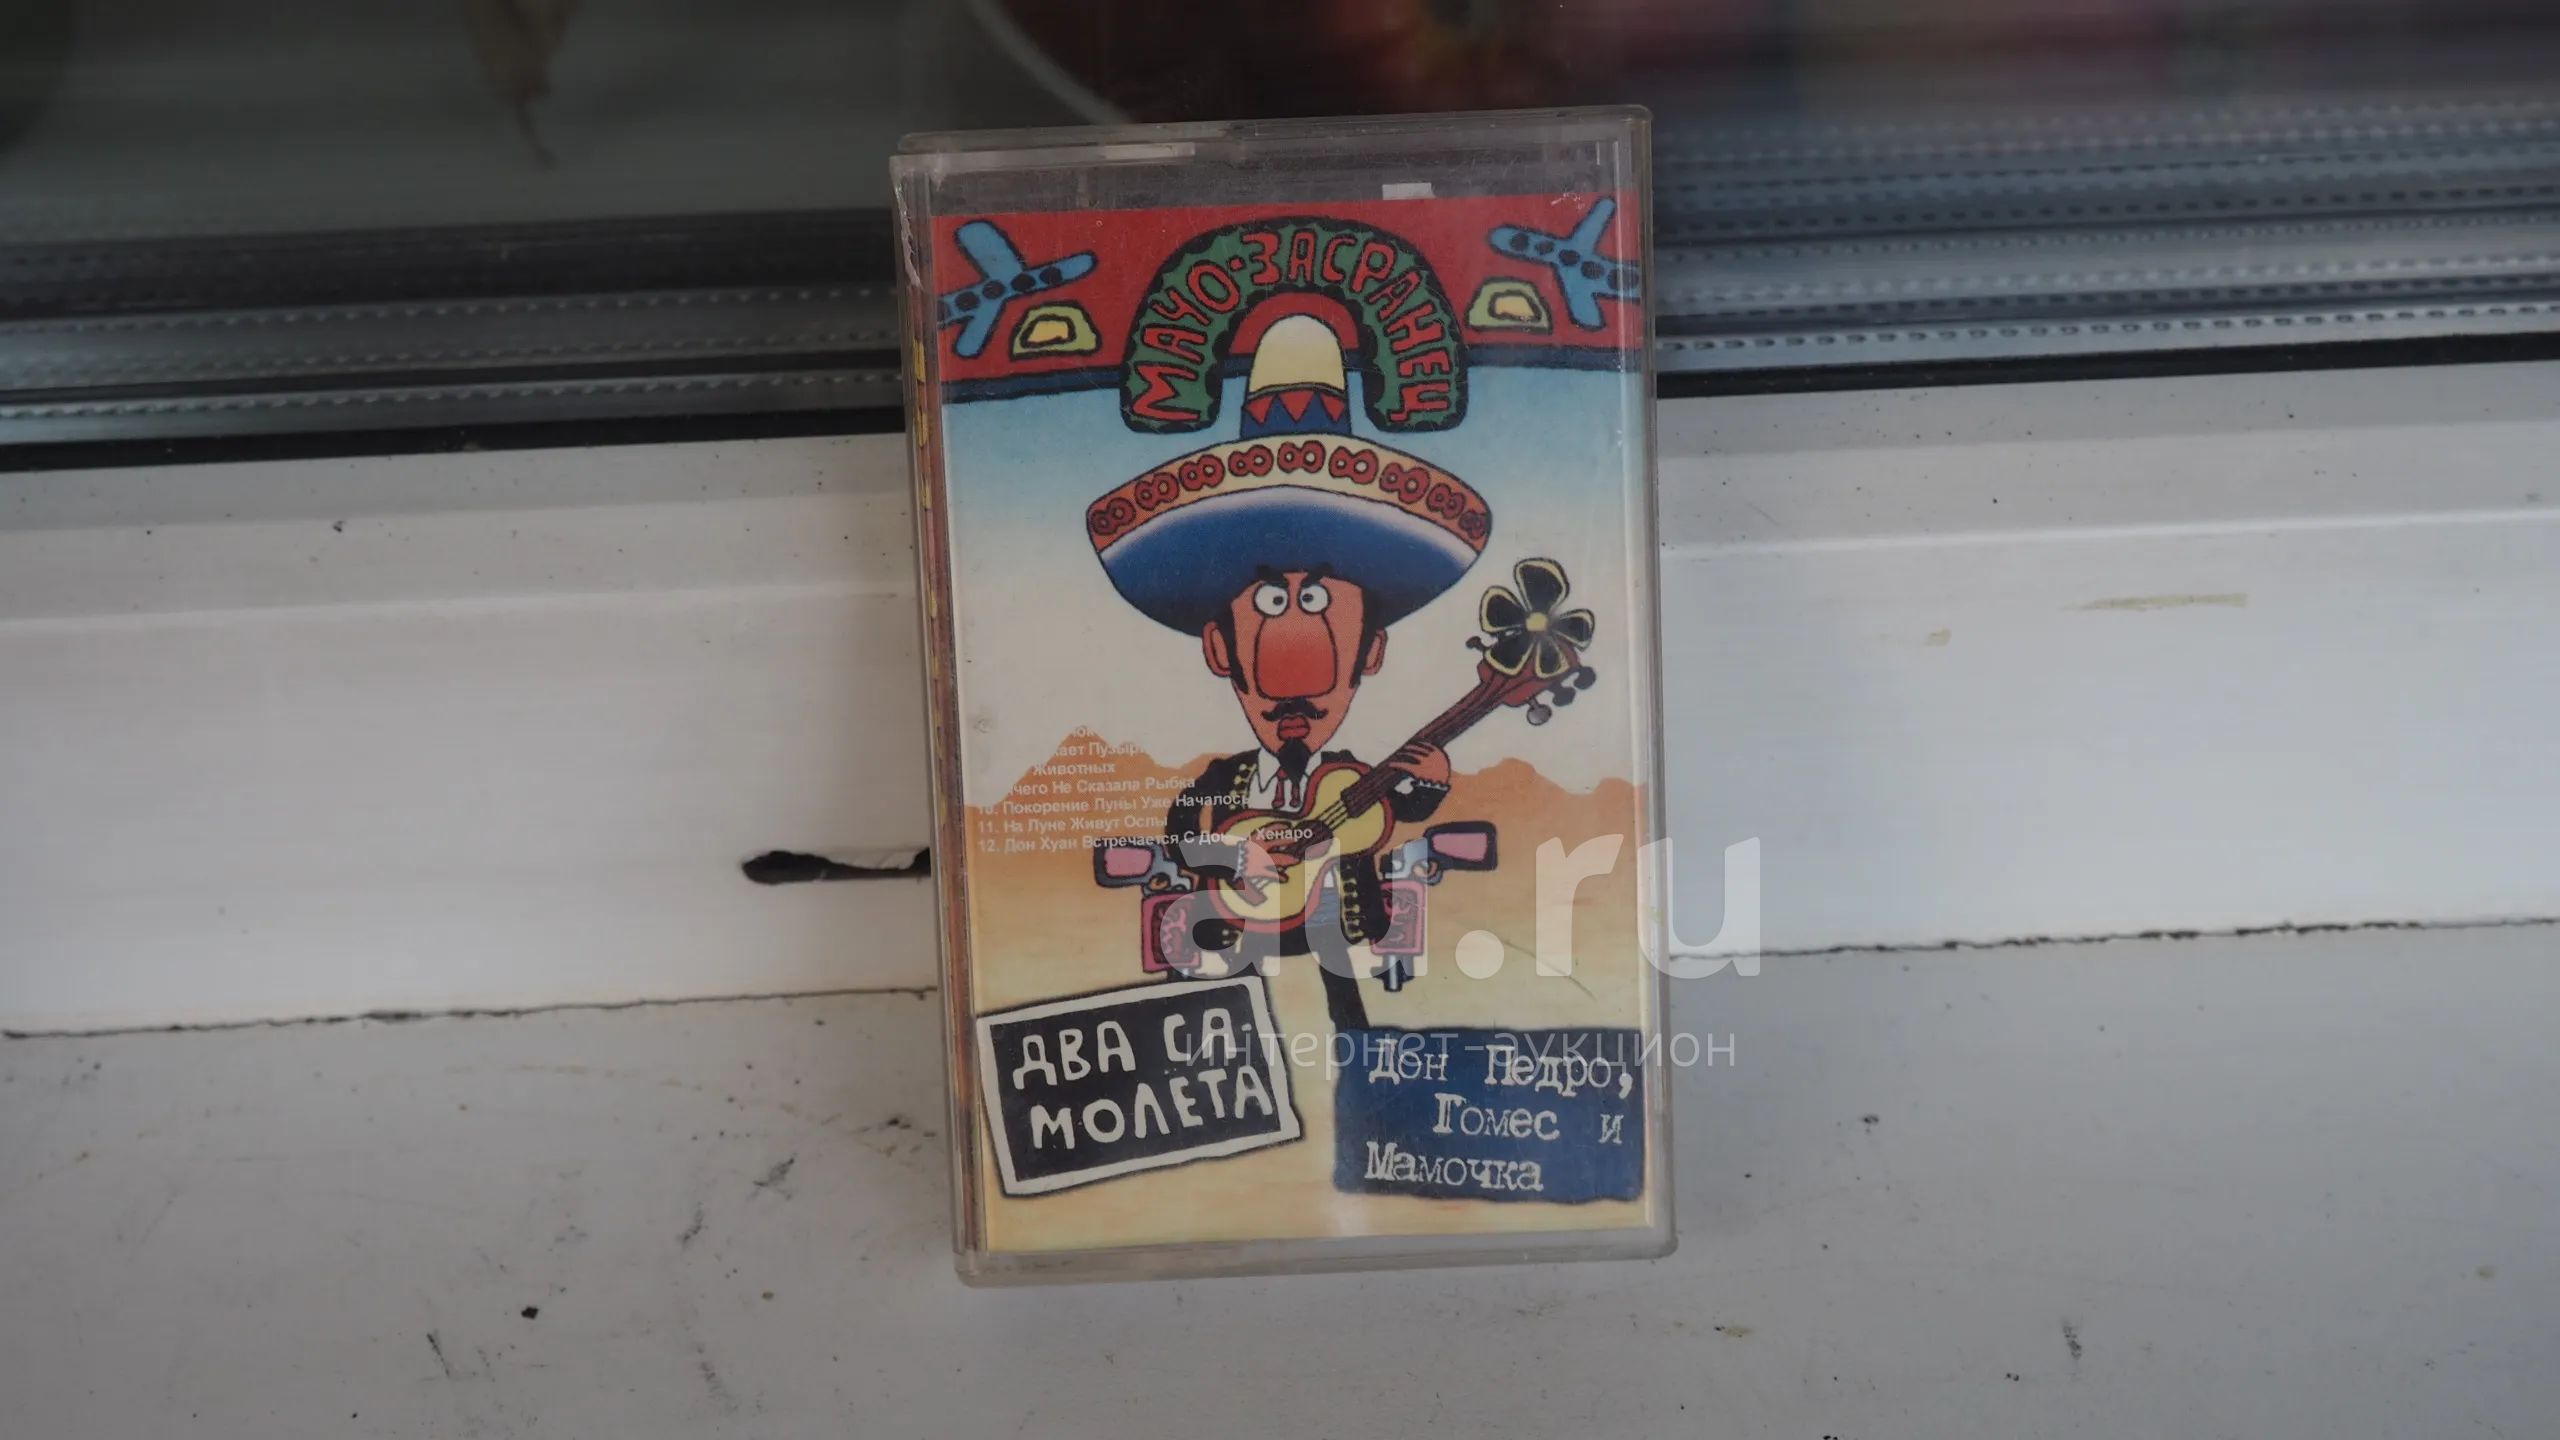 МАЧО-ЗАСРАНЕЦ
Пузыр
Животных
Не Сказала Рыбка
10. Покорение Луны Уже Началось
11. На Луне Живут Ослы
12. Дон Хуан Встречается С Дон Хенаро
au.ru
интернет-аукцион
ДВА СА-
МОЛЕТА
Дон Педро,
Гомес и
Мамочка